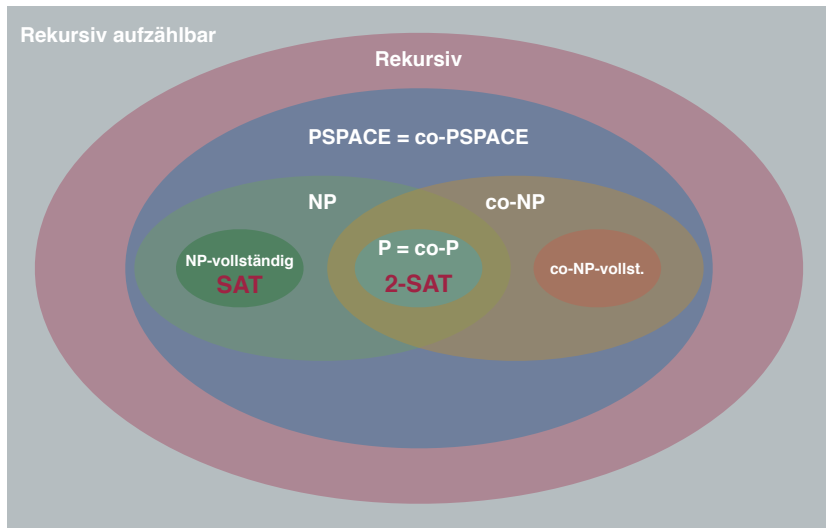 Rekursiv aufzählbar
Rekursiv
PSPACE = co-PSPACE
NP
co-NP
NP-vollständig
SAT
P = co-P
2-SAT
co-NP-vollst.